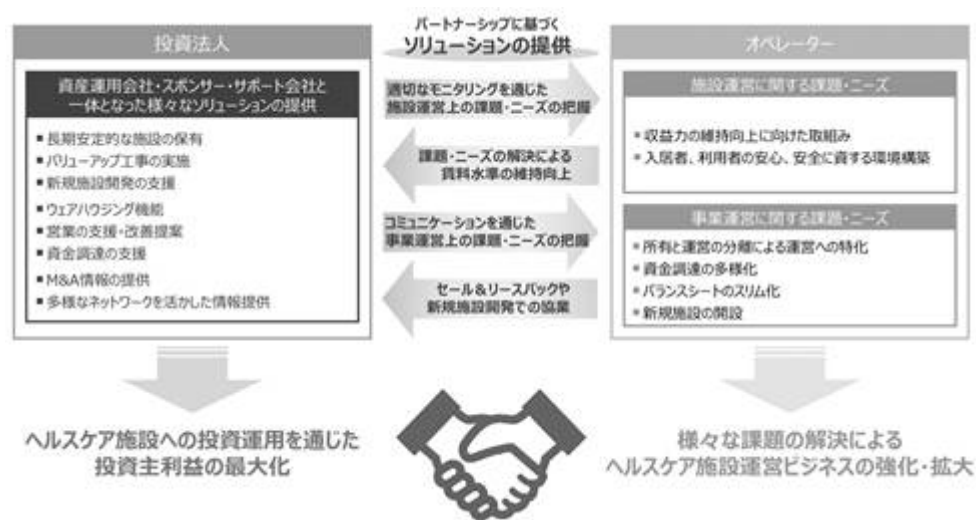 パートナーシップに基づく
ソリューションの提供
投資法人
資産運用会社・スポンサー・サポート会社と
一体となった様々なソリューションの提供
■ 長期安定的な施設の保有
■ バリューアップ工事の実施
■ 新規施設開発の支援
■ ウェアハウジング機能
■ 営業の支援・改善提案
■ 資金調達の支援
■ M&A情報の提供
■ 多様なネットワークを活かした情報提供
適切なモニタリングを通じた
施設運営上の課題・ニーズの把握
課題・ニーズの解決による
賃料水準の維持向上
コミュニケーションを通じた
事業運営上の課題・ニーズの把握
セール&リースバックや
新規施設開発での協業
オペレーター
施設運営に関する課題・ニーズ
■ 収益力の維持向上に向けた取組み
■ 入居者、利用者の安心、安全に資する環境構築
事業運営に関する課題・ニーズ
■ 所有と運営の分離による運営への特化
■ 資金調達の多様化
■ バランスシートのスリム化
■ 新規施設の開設
ヘルスケア施設への投資運用を通じた
投資主利益の最大化
様々な課題の解決による
ヘルスケア施設運営ビジネスの強化・拡大